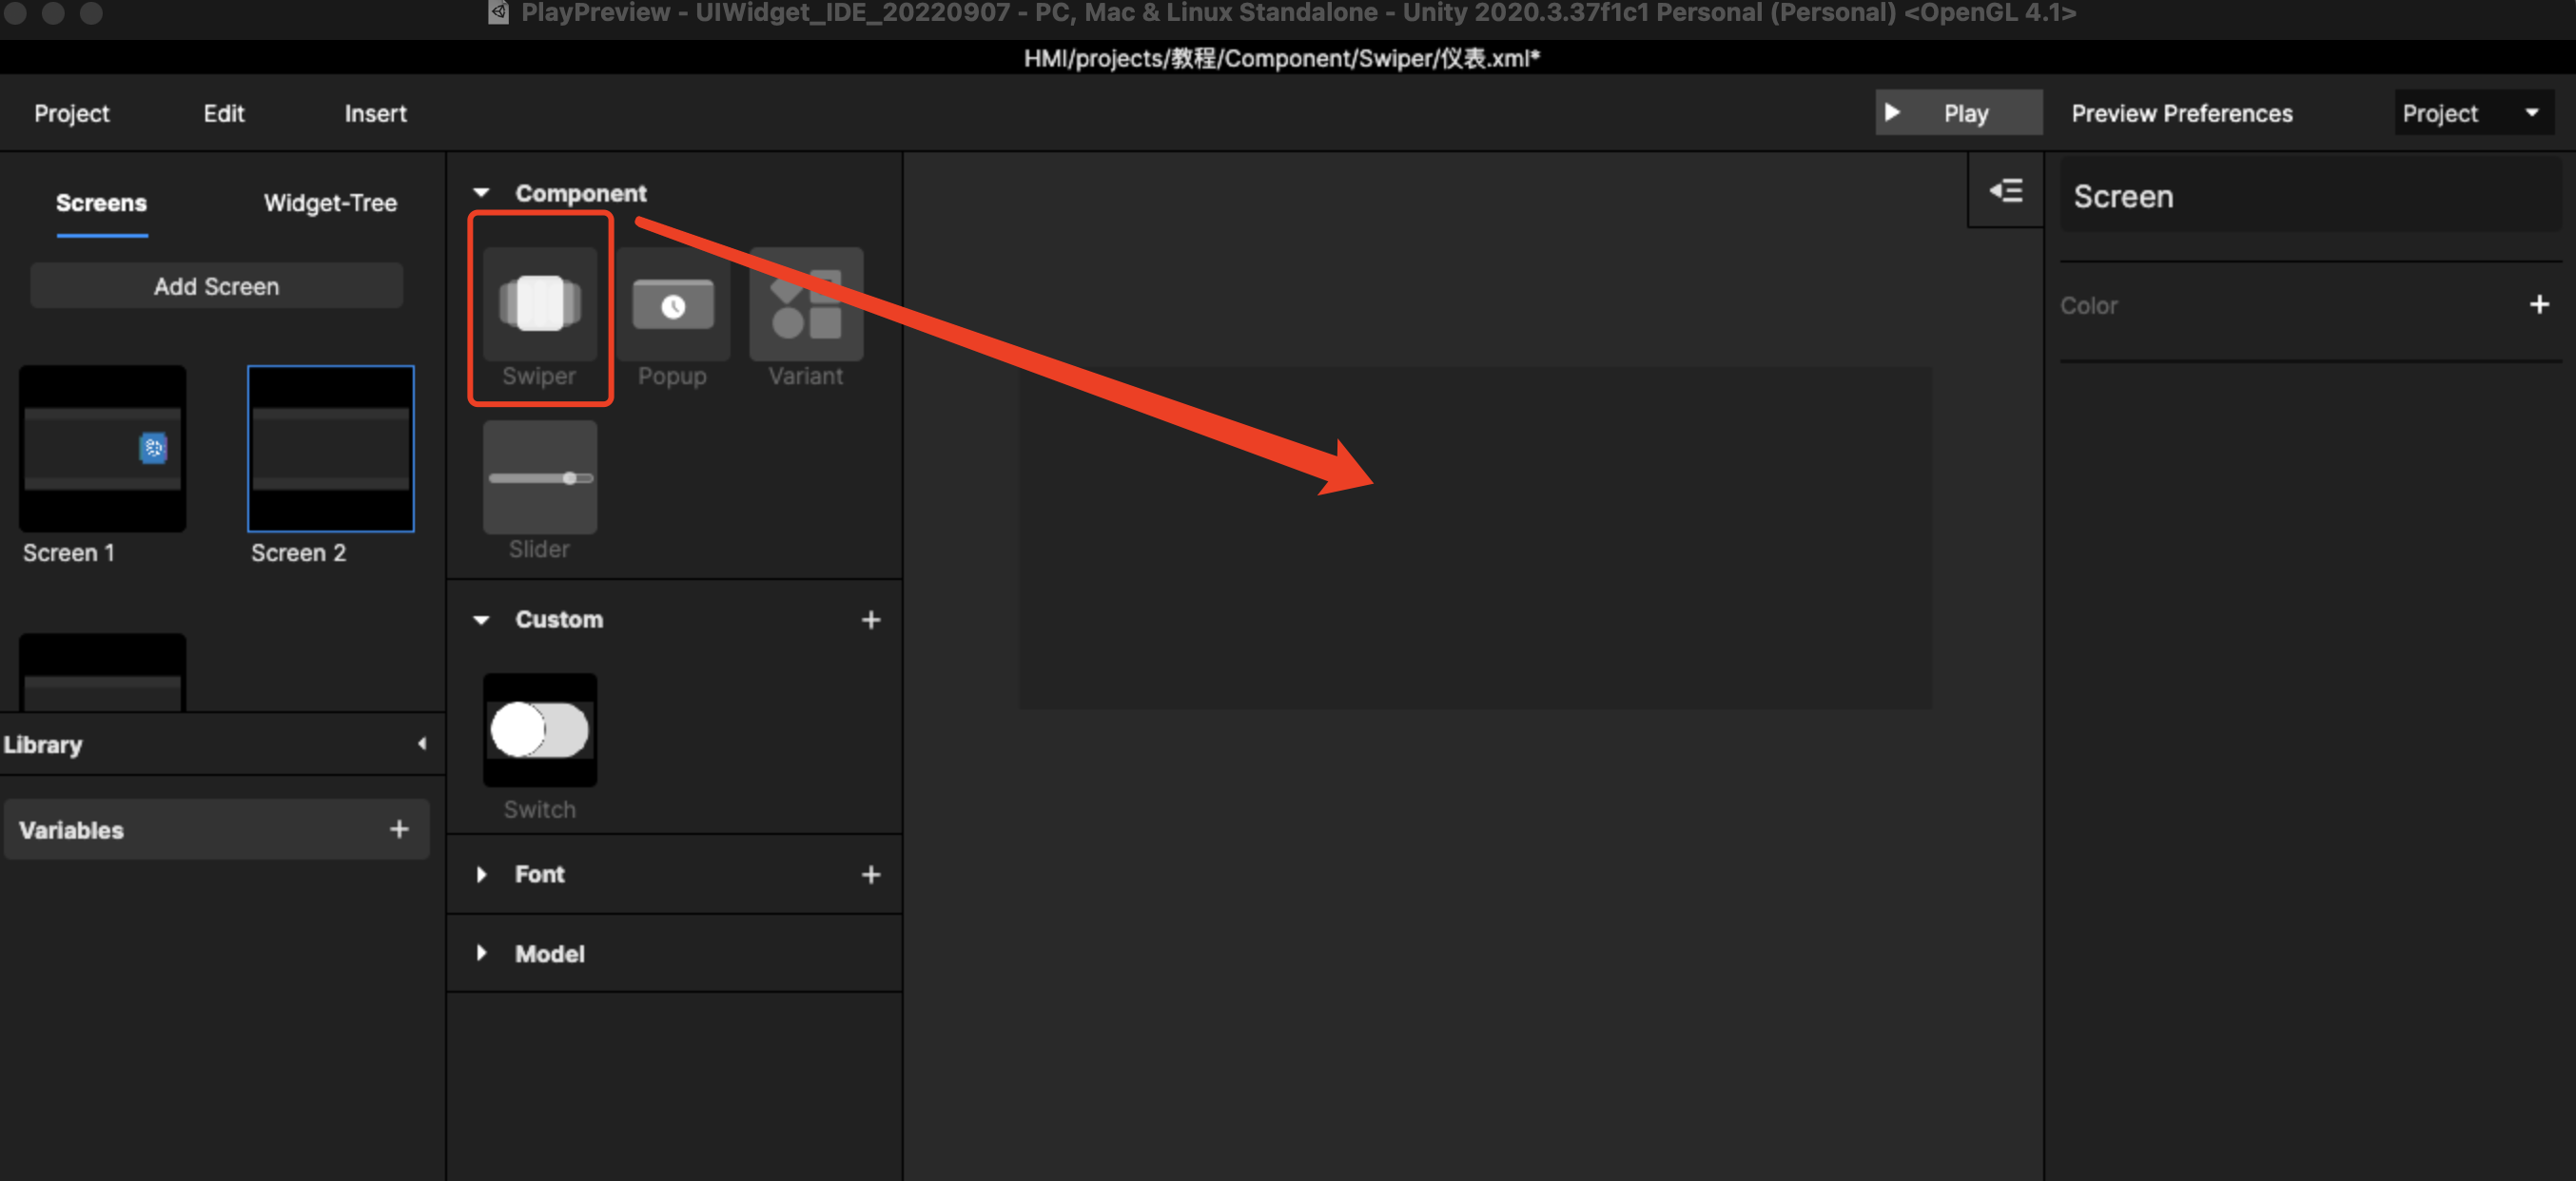 PlayPreview - UIWidget_IDE_20220907 - PC, Mac & Linux Standalone - Unity 2020.3.37f1c1 Personal (Personal) <OpenGL 4.1>
HMI/projects/教程/Component/Swiper/仪表.xml*
Project Edit Insert Play Preview Preferences Project
Screens Widget-Tree
Add Screen
Screen 1 Screen 2
Library
Variables
Component
Swiper Popup Variant
Slider
Custom
Switch
Font
Model
Screen
Color